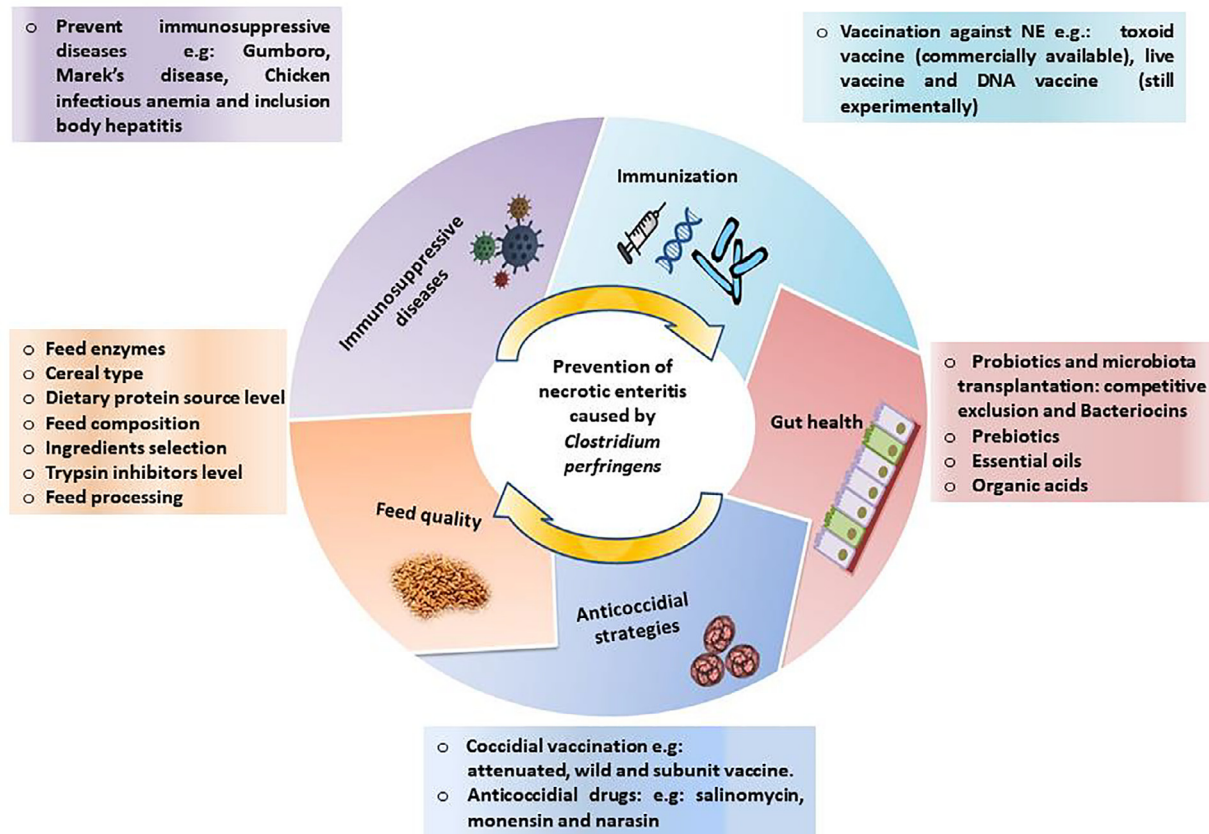 ○ Prevent immunosuppressive
diseases e.g: Gumboro,
Marek's disease, Chicken
infectious anemia and inclusion
body hepatitis
○ Vaccination against NE e.g.: toxoid
vaccine (commercially available), live
vaccine and DNA vaccine (still
experimentally)
Immunosuppressive
diseases
Immunization
○ Feed enzymes
○ Cereal type
○ Dietary protein source level
○ Feed composition
○ Ingredients selection
○ Trypsin inhibitors level
○ Feed processing
Prevention of
necrotic enteritis
caused by
Clostridium
perfringens
Gut health
○ Probiotics and microbiota
transplantation: competitive
exclusion and Bacteriocins
○ Prebiotics
○ Essential oils
○ Organic acids
Feed quality
Anticoccidial
strategies
○ Coccidial vaccination e.g:
attenuated, wild and subunit vaccine.
○ Anticoccidial drugs: e.g: salinomycin,
monensin and narasin